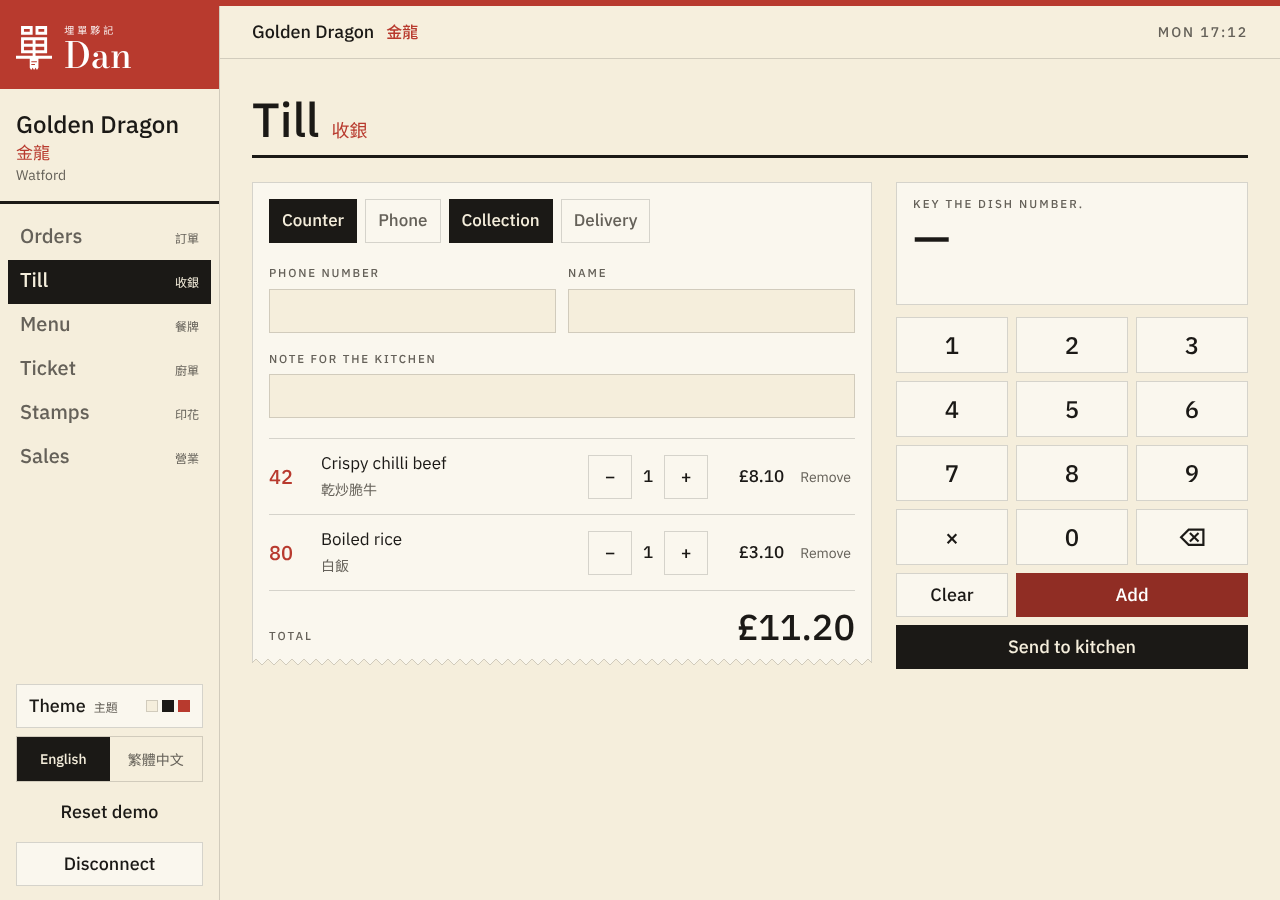 單
埋單夥記
Dan
Golden Dragon
金龍
Watford
Orders 訂單
Till 收銀
Menu 餐牌
Ticket 廚單
Stamps 印花
Sales 營業
Theme 主題
English 繁體中文
Reset demo
Disconnect
Golden Dragon 金龍
MON 17:12
Till 收銀
Counter Phone Collection Delivery
PHONE NUMBER NAME
NOTE FOR THE KITCHEN
42 Crispy chilli beef − 1 + £8.10 Remove
乾炒脆牛
80 Boiled rice − 1 + £3.10 Remove
白飯
TOTAL £11.20
KEY THE DISH NUMBER.
—
1 2 3
4 5 6
7 8 9
× 0 ⌫
Clear Add
Send to kitchen